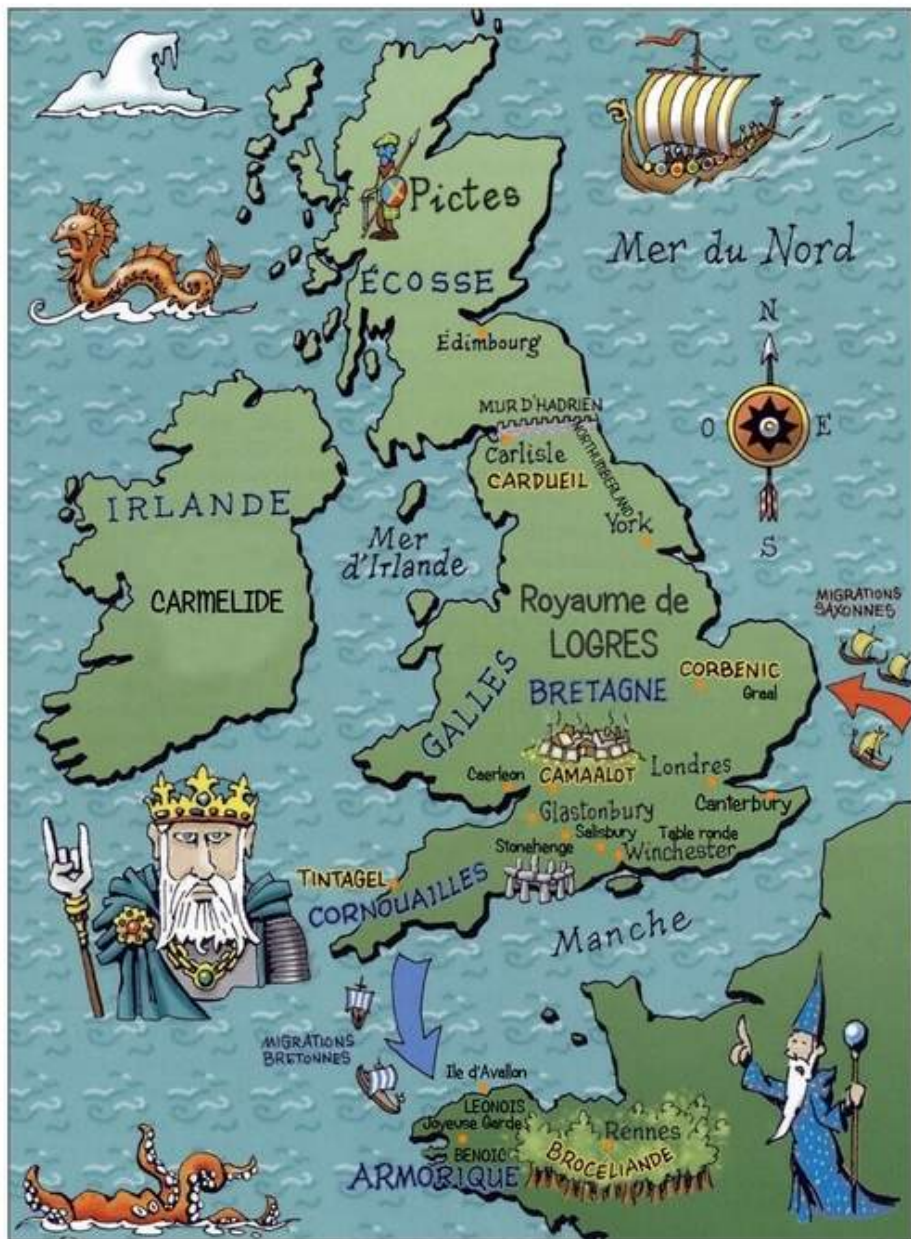 Pictes
Mer du Nord
ÉCOSSE
Édimbourg
N
O
E
S
MUR D'HADRIEN
Carlisle
CARDUEIL
NORTHUMBERLAND
York
IRLANDE
Mer
d'Irlande
CARMELIDE
MIGRATIONS
SAXONNES
Royaume de
LOGRES
CORBENIC
Graal
BRETAGNE
GALLES
Caerleon
CAMAALOT
Londres
Canterbury
Glastonbury
Salisbury
Table ronde
Stonehenge
Winchester
TINTAGEL
CORNOUAILLES
Manche
MIGRATIONS
BRETONNES
Ile d'Avallon
LEONOIS
Joyeuse Garde
Rennes
BENOIC
BROCELIANDE
ARMORIQUE